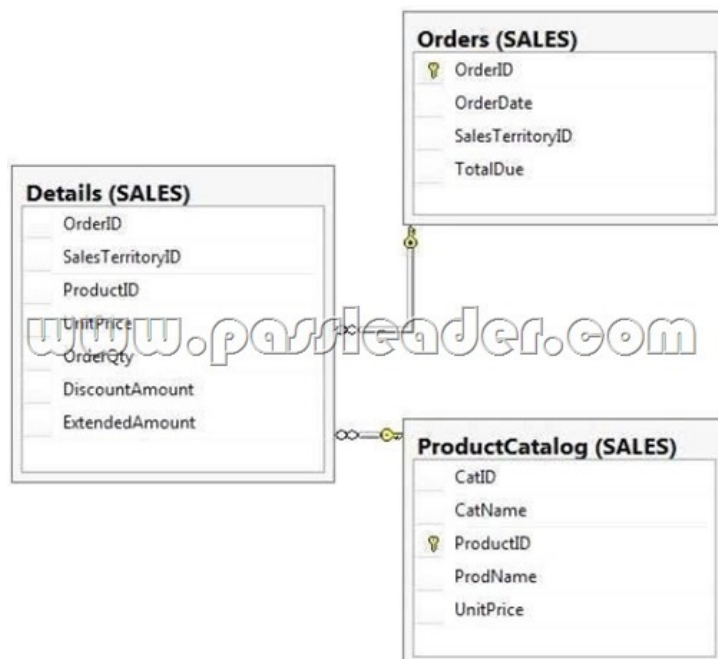 Orders (SALES)
OrderID
OrderDate
SalesTerritoryID
TotalDue
Details (SALES)
OrderID
SalesTerritoryID
ProductID
UnitPrice
www.passleader.com
OrderQty
DiscountAmount
ExtendedAmount
ProductCatalog (SALES)
CatID
CatName
ProductID
ProdName
UnitPrice